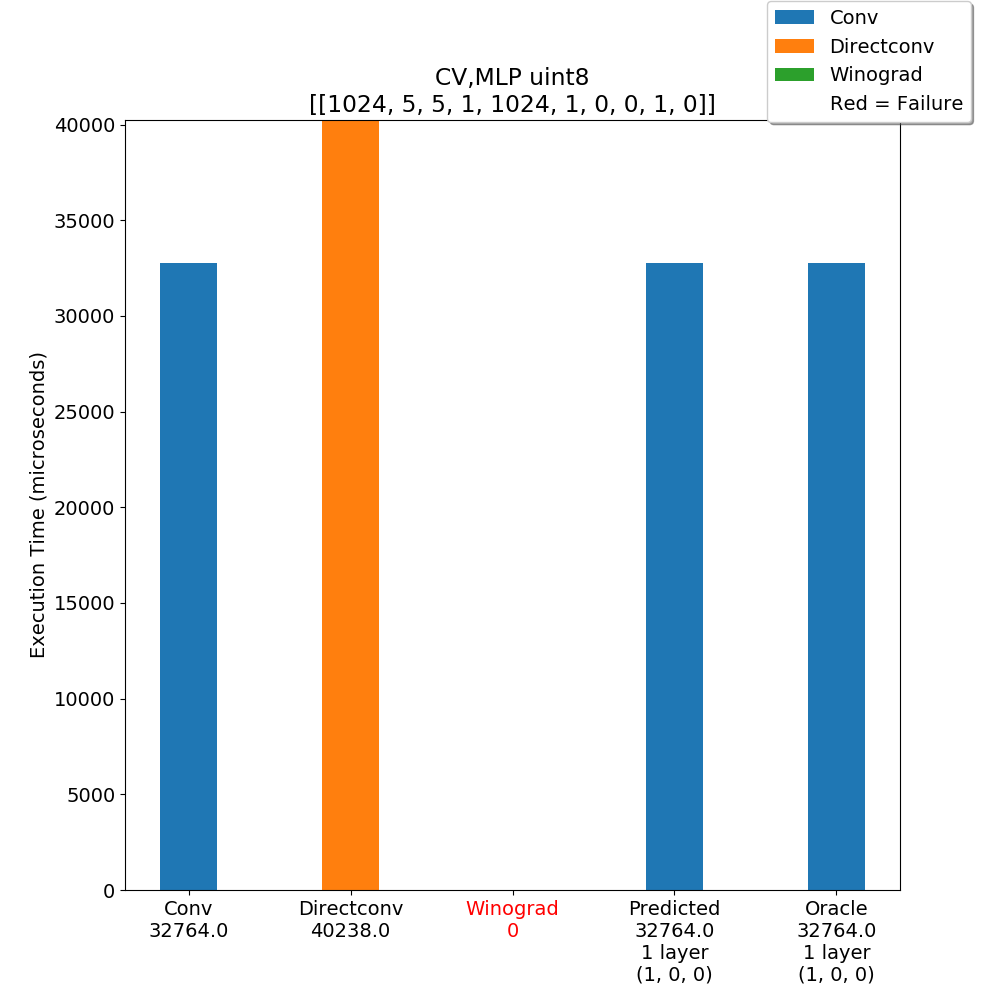 Conv
Directconv
Winograd
Red = Failure
CV,MLP uint8
[[1024, 5, 5, 1, 1024, 1, 0, 0, 1, 0]]
Execution Time (microseconds)
40000
35000
30000
25000
20000
15000
10000
5000
0
Conv
32764.0
Directconv
40238.0
Winograd
0
Predicted
32764.0
1 layer
(1, 0, 0)
Oracle
32764.0
1 layer
(1, 0, 0)